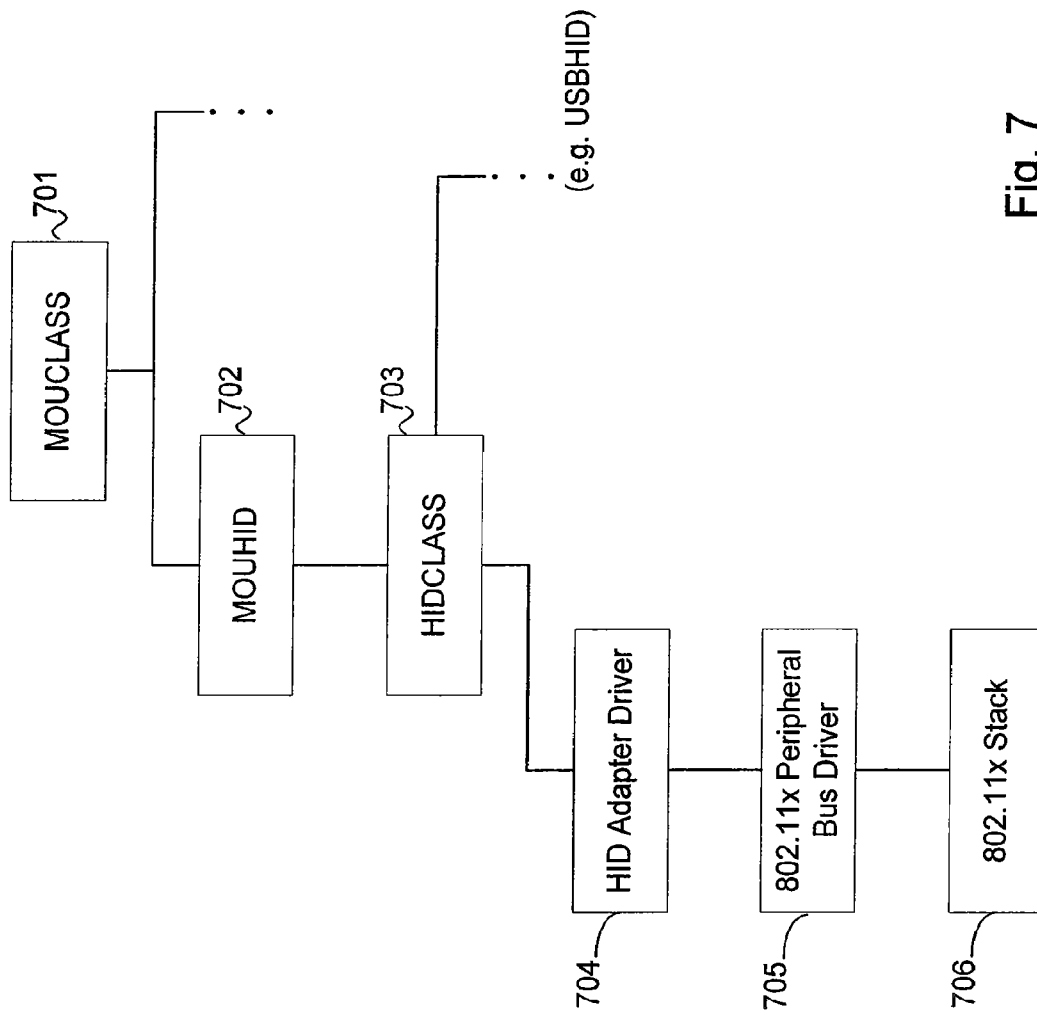 MOUCLASS
701
MOUHID
702
HIDCLASS
703
(e.g. USBHID)
HID Adapter Driver
704
802.11x Peripheral
Bus Driver
705
802.11x Stack
706
Fig. 7